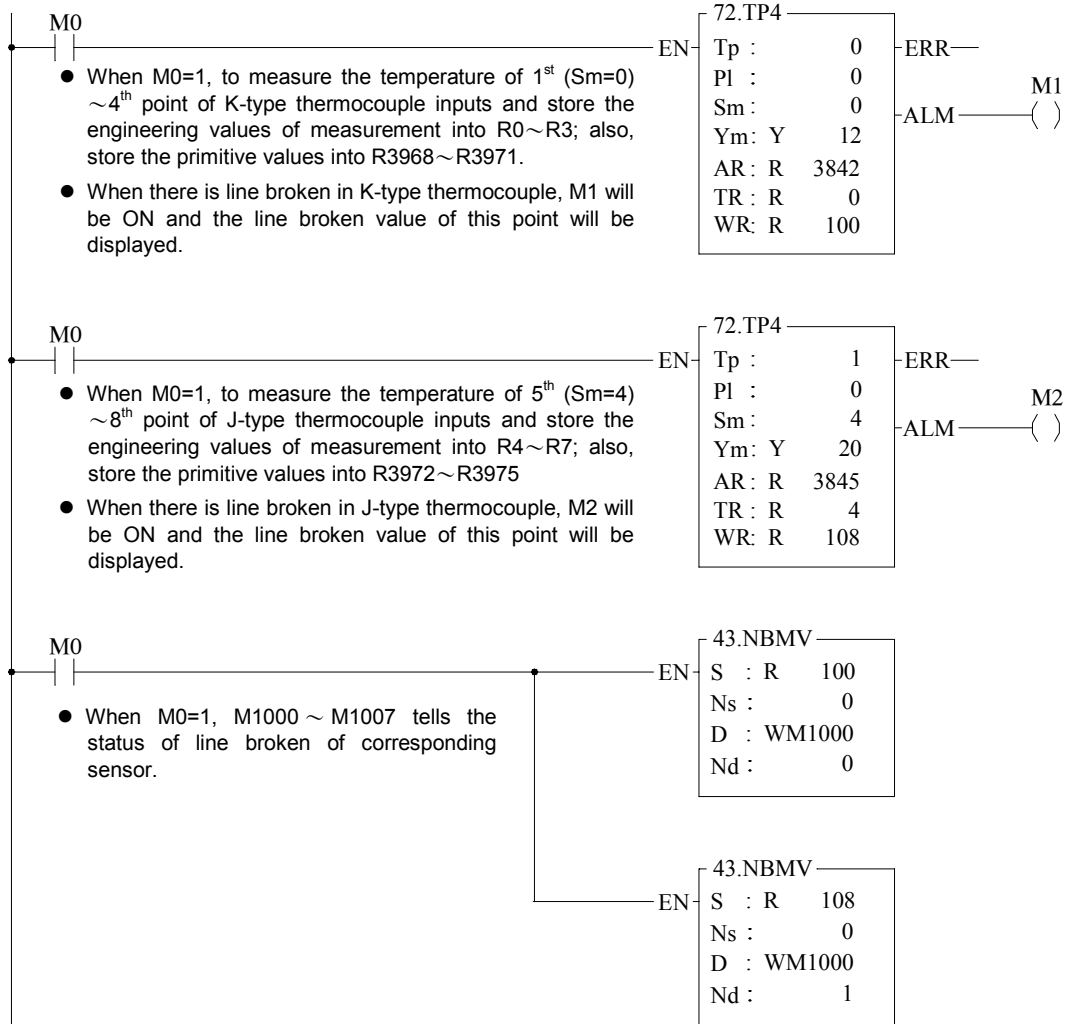 M0
EN
72.TP4
Tp : 0
Pl : 0
Sm : 0
Ym: Y 12
AR : R 3842
TR : R 0
WR: R 100
ERR
ALM
M1
( )
● When M0=1, to measure the temperature of 1st (Sm=0)
～4th point of K-type thermocouple inputs and store the
engineering values of measurement into R0～R3; also,
store the primitive values into R3968～R3971.
● When there is line broken in K-type thermocouple, M1 will
be ON and the line broken value of this point will be
displayed.
M0
EN
72.TP4
Tp : 1
Pl : 0
Sm : 4
Ym: Y 20
AR : R 3845
TR : R 4
WR: R 108
ERR
ALM
M2
( )
● When M0=1, to measure the temperature of 5th (Sm=4)
～8th point of J-type thermocouple inputs and store the
engineering values of measurement into R4～R7; also,
store the primitive values into R3972～R3975
● When there is line broken in J-type thermocouple, M2 will
be ON and the line broken value of this point will be
displayed.
M0
EN
43.NBMV
S : R 100
Ns : 0
D : WM1000
Nd : 0
● When M0=1, M1000 ～ M1007 tells the
status of line broken of corresponding
sensor.
EN
43.NBMV
S : R 108
Ns : 0
D : WM1000
Nd : 1